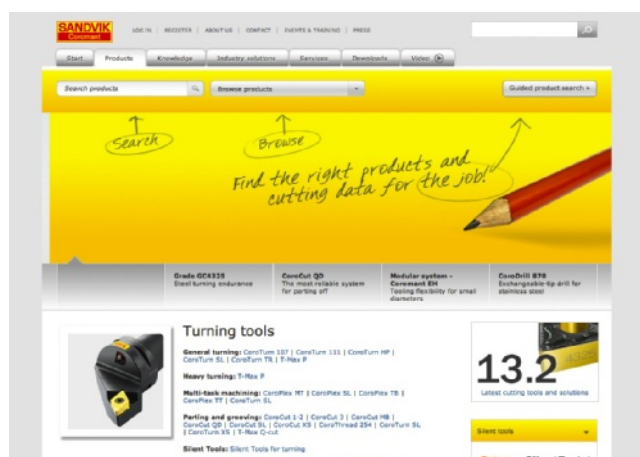 SANDVIK
Coromant
LOG IN | REGISTER | ABOUT US | CONTACT | EVENTS & TRAINING | PRESS
Start Products Knowledge Industry solutions Services Downloads Video
Search products Browse products Guided product search
Search Browse
Find the right products and
cutting data for the job!
Grade GC4325
Steel turning endurance
CoroCut QD
The most reliable system
for parting off
Modular system –
Coromant EH
Tooling flexibility for small
diameters
CoroDrill 870
Exchangeable-tip drill for
stainless steel
Turning tools
General turning: CoroTurn 107 | CoroTurn 111 | CoroTurn HP |
CoroTurn SL | CoroTurn TR | T-Max P
Heavy turning: T-Max P
Multi-task machining: CoroPlex MT | CoroPlex SL | CoroPlex TB |
CoroPlex TT | CoroTurn SL
Parting and grooving: CoroCut 1-2 | CoroCut 3 | CoroCut MB |
CoroCut QD | CoroCut SL | CoroCut XS | CoroThread 254 | CoroTurn SL
| CoroTurn XS | T-Max Q-cut
Silent Tools: Silent Tools for turning
4325
13.2
Latest cutting tools and solutions
Silent tools